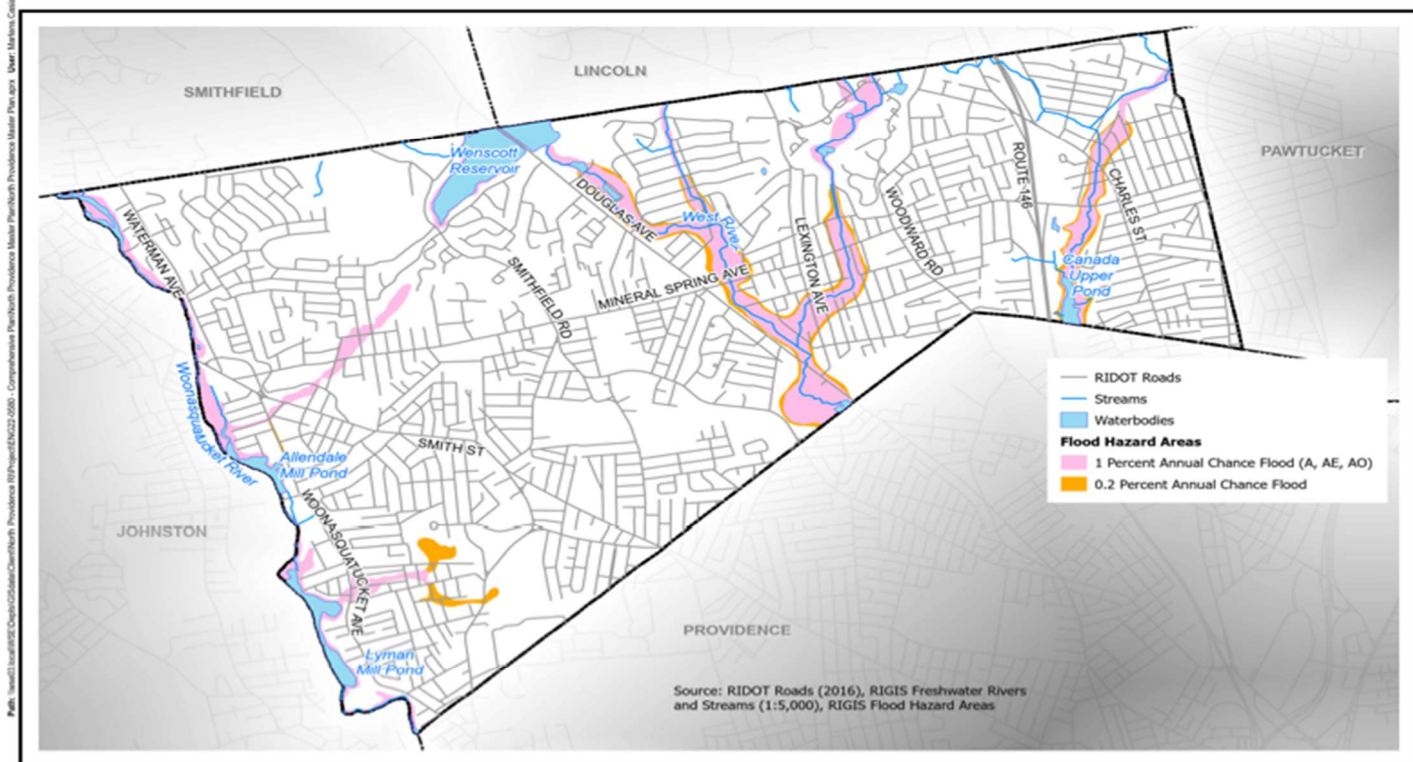 SMITHFIELD
LINCOLN
PAWTUCKET
Wenscott
Reservoir
WATERMAN AVE
DOUGLAS AVE
West River
LEXINGTON AVE
WOODWARD RD
ROUTE 146
CHARLES ST
Canada
Upper
Pond
SMITHFIELD RD
MINERAL SPRING AVE
Woonasquatucket River
Allendale
Mill Pond
SMITH ST
WOONASQUATUCKET AVE
JOHNSTON
Lyman
Mill Pond
PROVIDENCE
RIDOT Roads
Streams
Waterbodies
Flood Hazard Areas
1 Percent Annual Chance Flood (A, AE, AO)
0.2 Percent Annual Chance Flood
Source: RIDOT Roads (2016), RIGIS Freshwater Rivers
and Streams (1:5,000), RIGIS Flood Hazard Areas